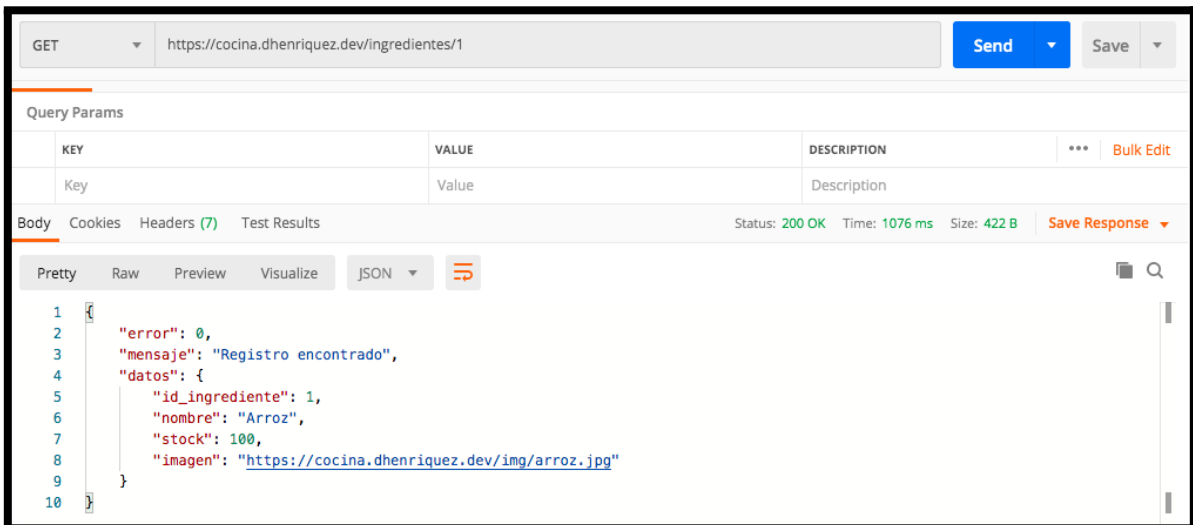 GET https://cocina.dhenriquez.dev/ingredientes/1 Send Save
Query Params
KEY VALUE DESCRIPTION ••• Bulk Edit
Key Value Description
Body Cookies Headers (7) Test Results Status: 200 OK Time: 1076 ms Size: 422 B Save Response
Pretty Raw Preview Visualize JSON
1 {
2 "error": 0,
3 "mensaje": "Registro encontrado",
4 "datos": {
5 "id_ingrediente": 1,
6 "nombre": "Arroz",
7 "stock": 100,
8 "imagen": "https://cocina.dhenriquez.dev/img/arroz.jpg"
9 }
10 }